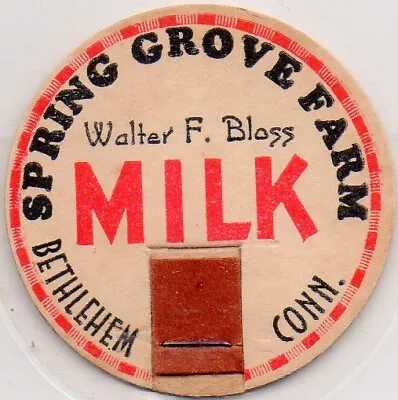 SPRING GROVE FARM
Walter F. Bloss
MILK
BETHLEHEM CONN.